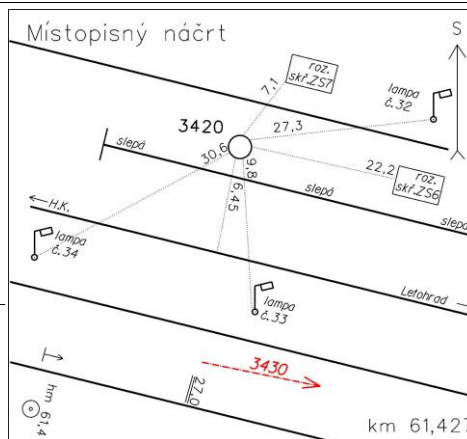 Místopisný náčrt
S
roz.
skř.ZS7
7,1
lampa
č.32
27,3
3420
slepá
30,6
9,8
6,45
22,2
roz.
skř.ZS6
slepá
slepá
H.K.
lampa
č.34
Letohrad
lampa
č.33
3430
27,0
hm 61,4
km 61,427